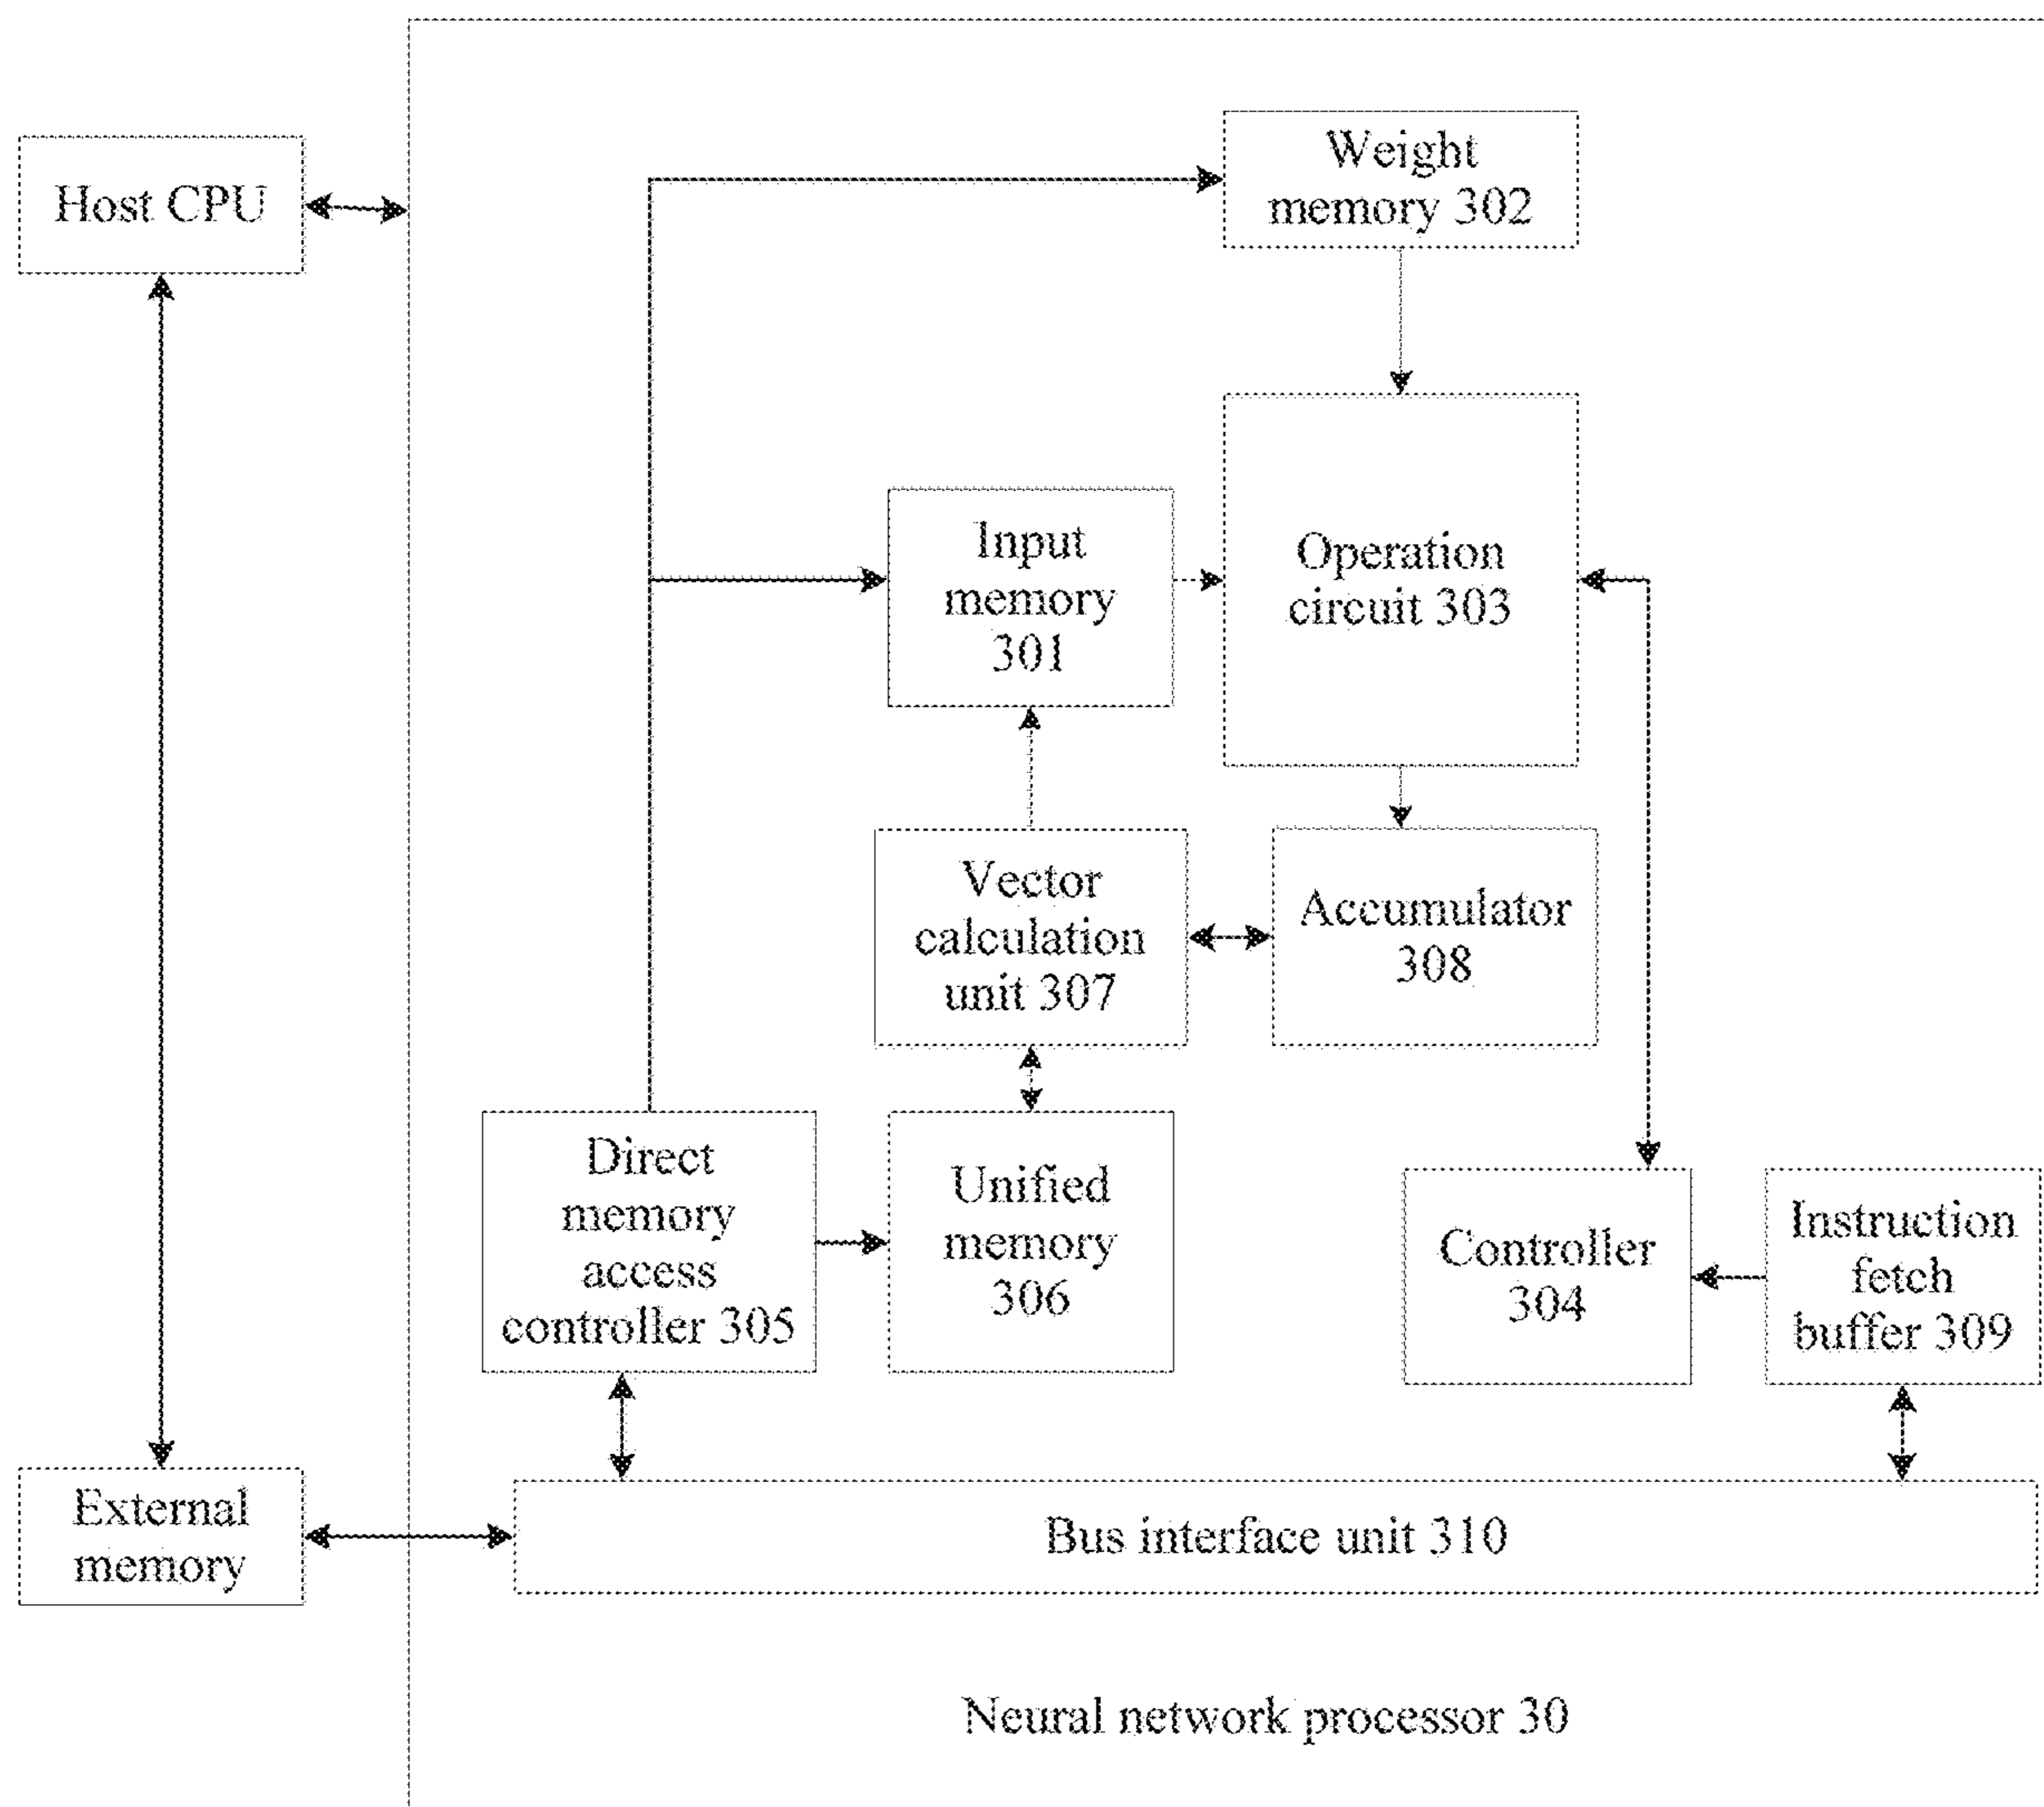 Host CPU
Weight
memory 302
Input
memory
301
Operation
circuit 303
Vector
calculation
unit 307
Accumulator
308
Direct
memory
access
controller 305
Unified
memory
306
Controller
304
Instruction
fetch
buffer 309
External
memory
Bus interface unit 310
Neural network processor 30